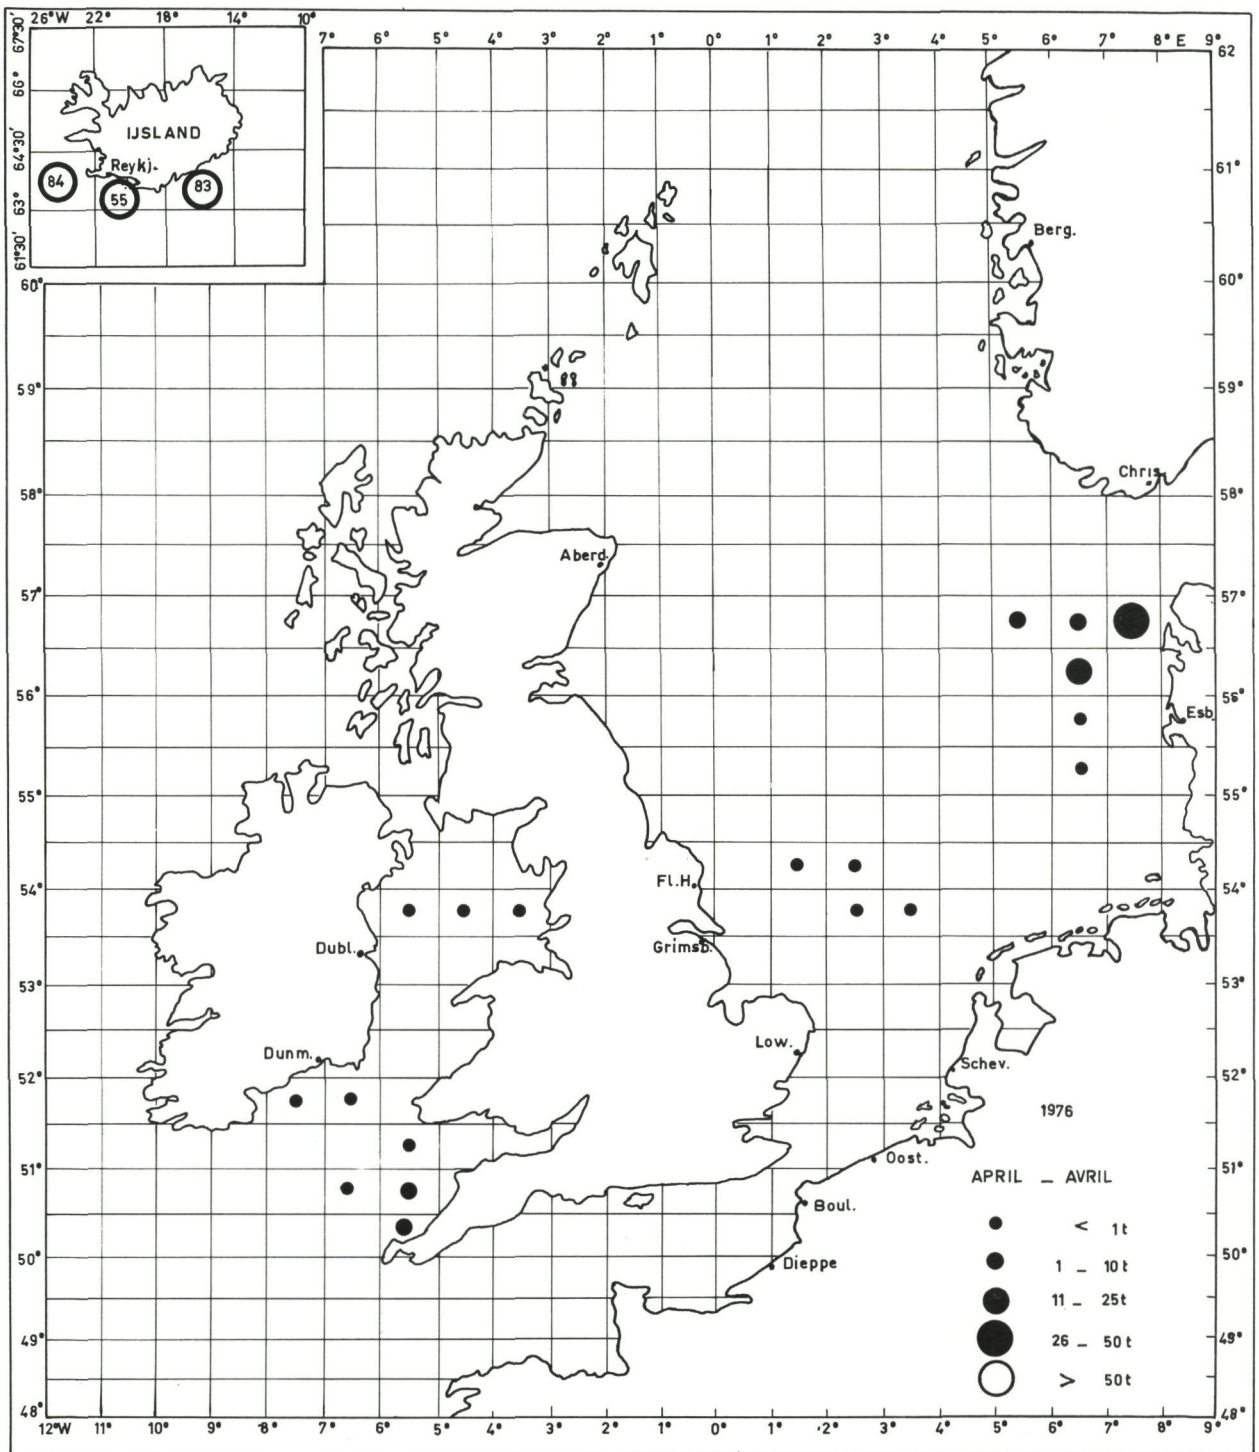 26°W 22° 18° 14° 10°
67°30'
66°
64°30'
63°
61°30'
IJSLAND
Reykj.
84
55
83
7° 6° 5° 4° 3° 2° 1° 0° 1° 2° 3° 4° 5° 6° 7° 8° E 9°
62
61°
60° 60°
59° 59°
58° 58°
57° 57°
56° 56°
55° 55°
54° 54°
53° 53°
52° 52°
51° 51°
50° 50°
49° 49°
48° 48°
Berg.
Chris
Aberd.
Esb
Fl.H.
Grimsb.
Dubl.
Dunm.
Low.
Schev.
Oost.
Boul.
Dieppe
1976
APRIL _ AVRIL
< 1t
1 _ 10t
11 _ 25t
26 _ 50t
> 50t
12°W 11° 10° 9° 8° 7° 6° 5° 4° 3° 2° 1° 0° 1° 2° 3° 4° 5° 6° 7° 8° 9°